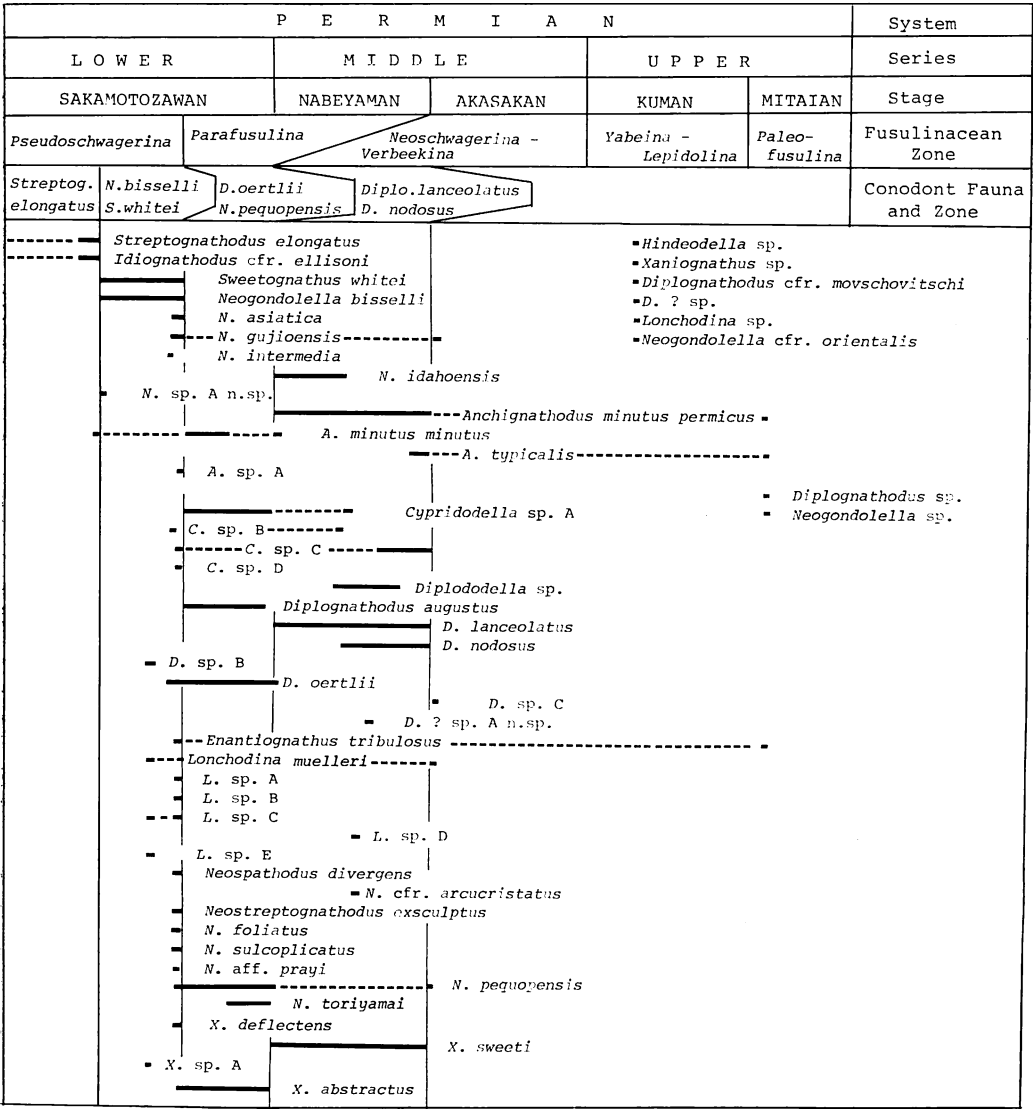 P E R M I A N System
L O W E R M I D D L E U P P E R Series
SAKAMOTOZAWAN NABEYAMAN AKASAKAN KUMAN MITAIAN Stage
Pseudoschwagerina Parafusulina Neoschwagerina - Verbeekina Yabeina - Lepidolina Paleo- fusulina Fusulinacean Zone
Streptog. N.bisselli D.oertlii Diplo.lanceolatus Conodont Fauna
elongatus S.whitei N.pequopensis D. nodosus and Zone
Streptognathodus elongatus Hindeodella sp.
Idiognathodus cfr. ellisoni Xaniognathus sp.
Sweetognathus whitei Diplognathodus cfr. movschovitschi
Neogondolella bisselli D. ? sp.
N. asiatica Lonchodina sp.
N. gujioensis Neogondolella cfr. orientalis
N. intermedia
N. idahoensis
N. sp. A n.sp.
Anchignathodus minutus permicus
A. minutus minutus
A. typicalis
A. sp. A
Diplognathodus sp.
Cypridodella sp. A Neogondolella sp.
C. sp. B
C. sp. C
C. sp. D
Diplododella sp.
Diplognathodus augustus
D. lanceolatus
D. nodosus
D. sp. B
D. oertlii
D. sp. C
D. ? sp. A n.sp.
Enantiognathus tribulosus
Lonchodina muelleri
L. sp. A
L. sp. B
L. sp. C
L. sp. D
L. sp. E
Neospathodus divergens
N. cfr. arcucristatus
Neostreptognathodus exsculptus
N. foliatus
N. sulcoplicatus
N. aff. prayi
N. pequopensis
N. toriyamai
X. deflectens
X. sweeti
X. sp. A
X. abstractus